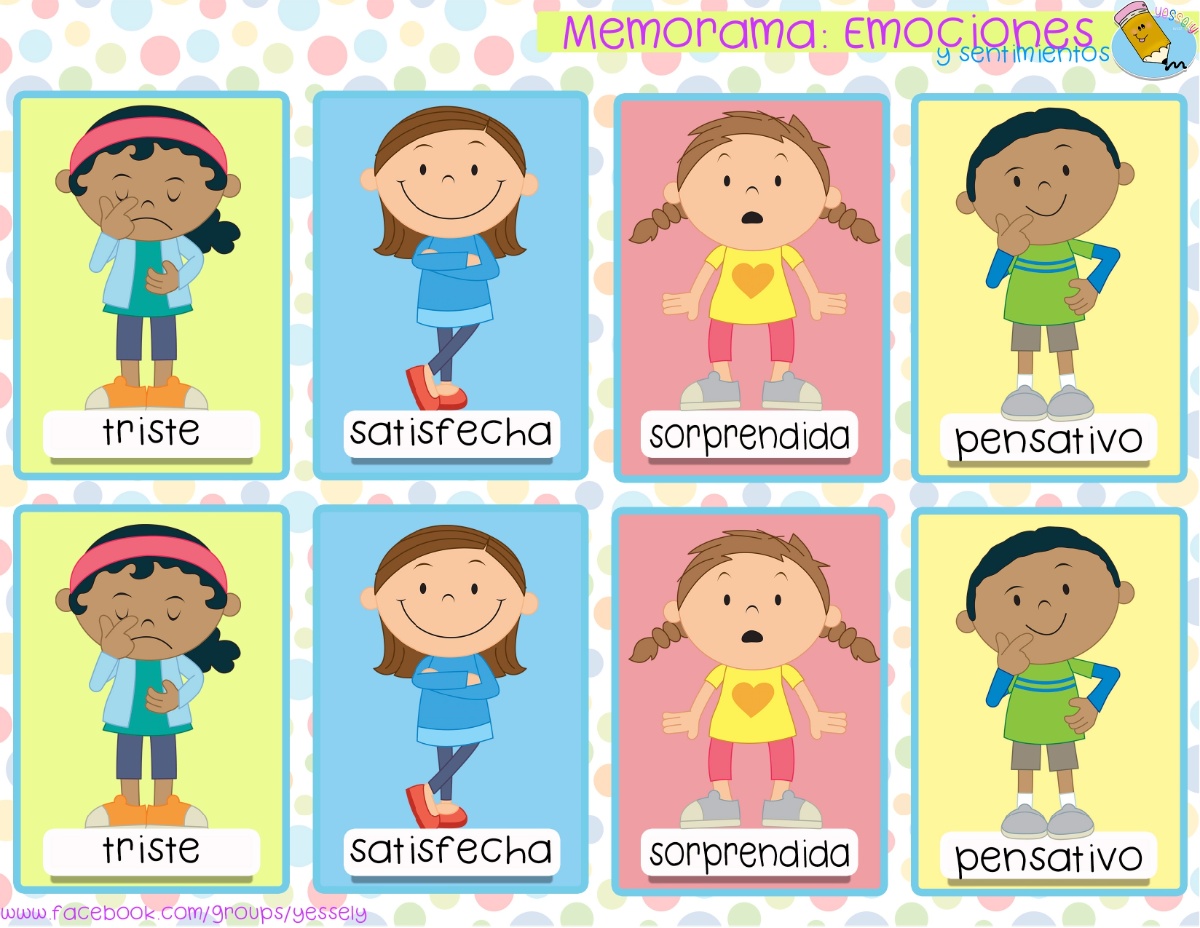 Memorama: Emociones
y sentimientos
yessely
triste
satisfecha
sorprendida
pensativo
triste
satisfecha
sorprendida
pensativo
www.facebook.com/groups/yessely